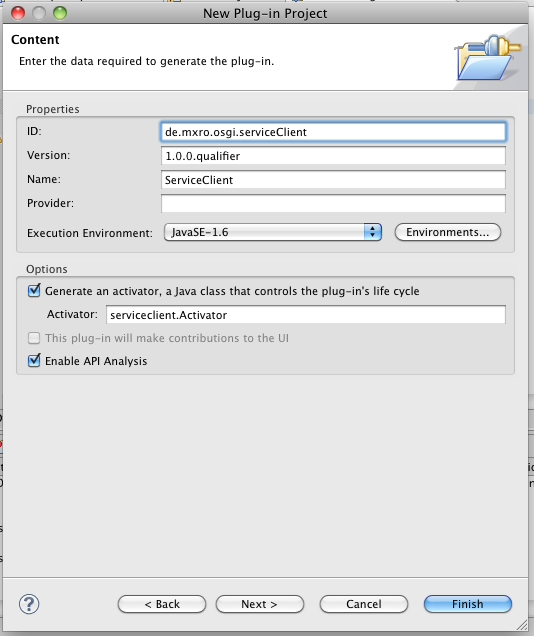 New Plug-in Project
Content
Enter the data required to generate the plug-in.
Properties
ID: de.mxro.osgi.serviceClient
Version: 1.0.0.qualifier
Name: ServiceClient
Provider:
Execution Environment: JavaSE-1.6 Environments...
Options
Generate an activator, a Java class that controls the plug-in's life cycle
Activator: serviceclient.Activator
This plug-in will make contributions to the UI
Enable API Analysis
? < Back Next > Cancel Finish